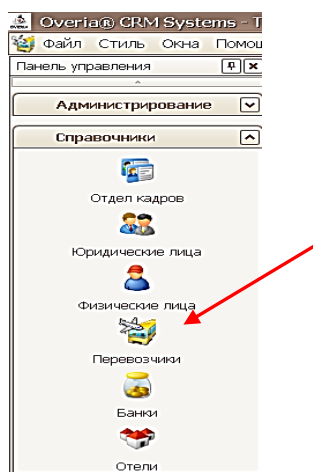 Overia® CRM Systems - T
Файл Стиль Окна Помощ
Панель управления
Администрирование
Справочники
Отдел кадров
Юридические лица
Физические лица
Перевозчики
Банки
Отели